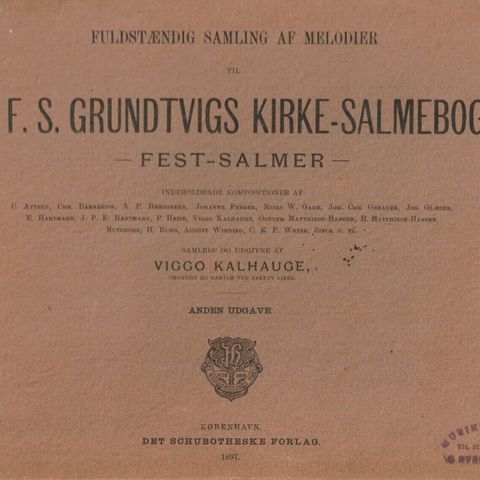 FULDSTÆNDIG SAMLING AF MELODIER
TIL
F. S. GRUNDTVIGS KIRKE-SALMEBOG
— FEST-SALMER —
INDEHOLDENDE KOMPOSITIONER AF
C. Attrup, Chr. Barnekow, A. P. Berggreen, Johanne Fenger, Niels W. Gade, Joh. Chr. Gebauer, Jos. Glæser,
E. Hartmann, J. P. E. Hartmann, P. Heise, Viggo Kalhauge, Gottfr. Matthison-Hansen, H. Matthison-Hansen,
Nutzhorn, H. Rung, August Winding, C. E. F. Weyse, Zinck o. fl.
SAMLEDE OG UDGIVNE AF
VIGGO KALHAUGE,
ORGANIST OG KANTOR VED VARTOV KIRKE.
ANDEN UDGAVE.
KØBENHAVN.
DET SCHUBOTHESKE FORLAG.
1897.
MUSIK